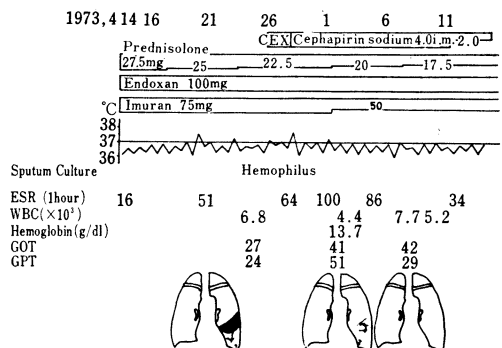 1973,4 14 16 21 26 1 6 11
CEX Cephapirin sodium 4.0i,m. 2.0
Prednisolone
27.5mg 25 22.5 20 17.5
Endoxan 100mg
Imuran 75mg 50
°C
38
37
36
Sputum Culture Hemophilus
ESR (1hour) 16 51 64 100 86 34
WBC(×10³) 6.8 4.4 7.7 5.2
Hemoglobin(g/dl) 13.7
GOT 27 41 42
GPT 24 51 29